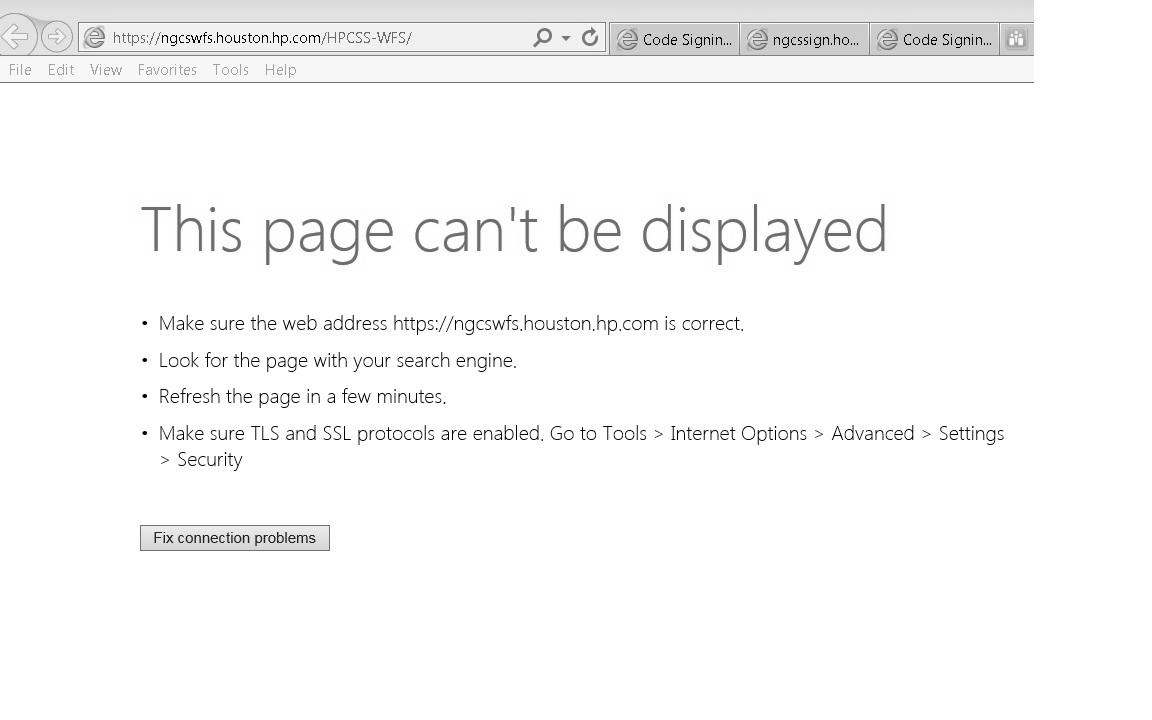 https://ngcswfs.houston.hp.com/HPCSS-WFS/
Code Signin...
ngcssign.ho...
Code Signin...
File Edit View Favorites Tools Help
This page can't be displayed
• Make sure the web address https://ngcswfs.houston.hp.com is correct.
• Look for the page with your search engine.
• Refresh the page in a few minutes.
• Make sure TLS and SSL protocols are enabled. Go to Tools > Internet Options > Advanced > Settings
> Security
Fix connection problems